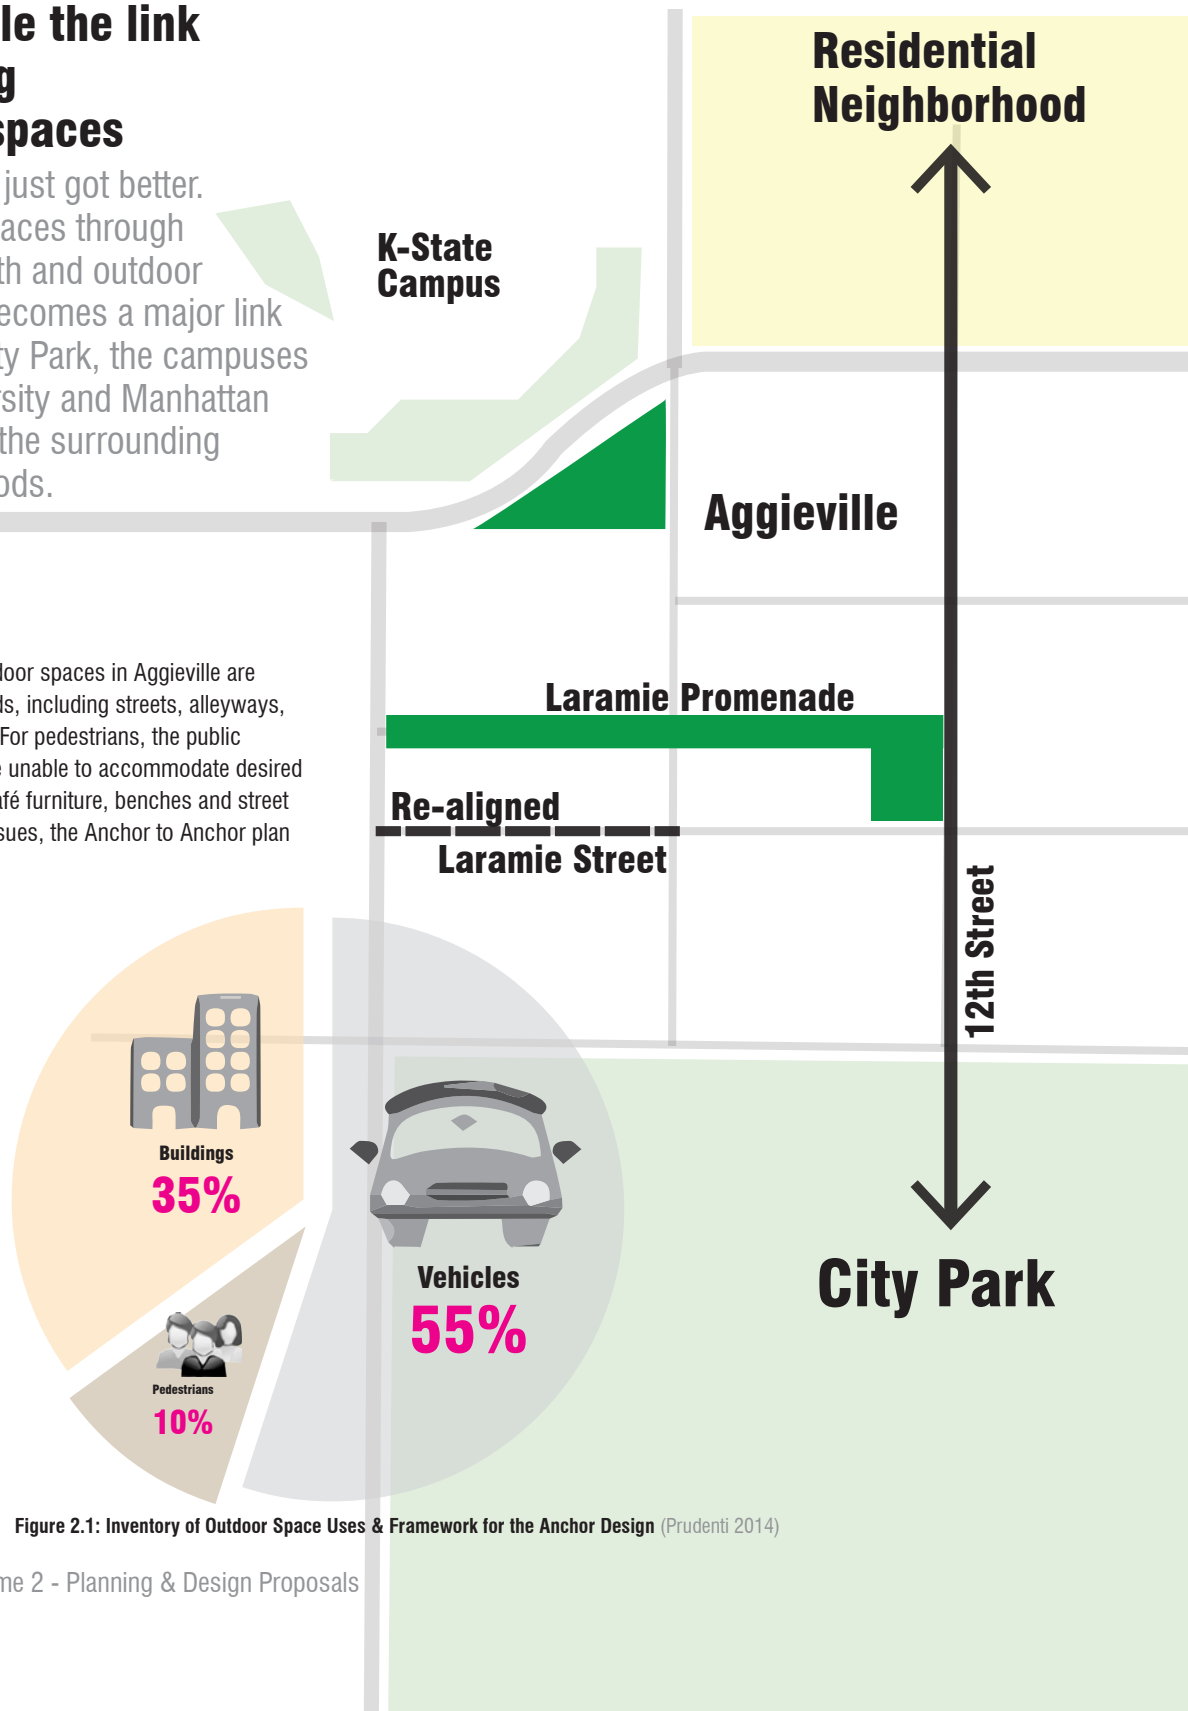 le the link
g
spaces
just got better.
aces through
th and outdoor
ecomes a major link
ty Park, the campuses
rsity and Manhattan
the surrounding
ods.
Residential
Neighborhood
K-State
Campus
Aggieville
door spaces in Aggieville are
ds, including streets, alleyways,
For pedestrians, the public
e unable to accommodate desired
afé furniture, benches and street
sues, the Anchor to Anchor plan
Laramie Promenade
Re-aligned
Laramie Street
12th Street
Buildings
35%
Vehicles
55%
Pedestrians
10%
City Park
Figure 2.1: Inventory of Outdoor Space Uses & Framework for the Anchor Design (Prudenti 2014)
me 2 - Planning & Design Proposals